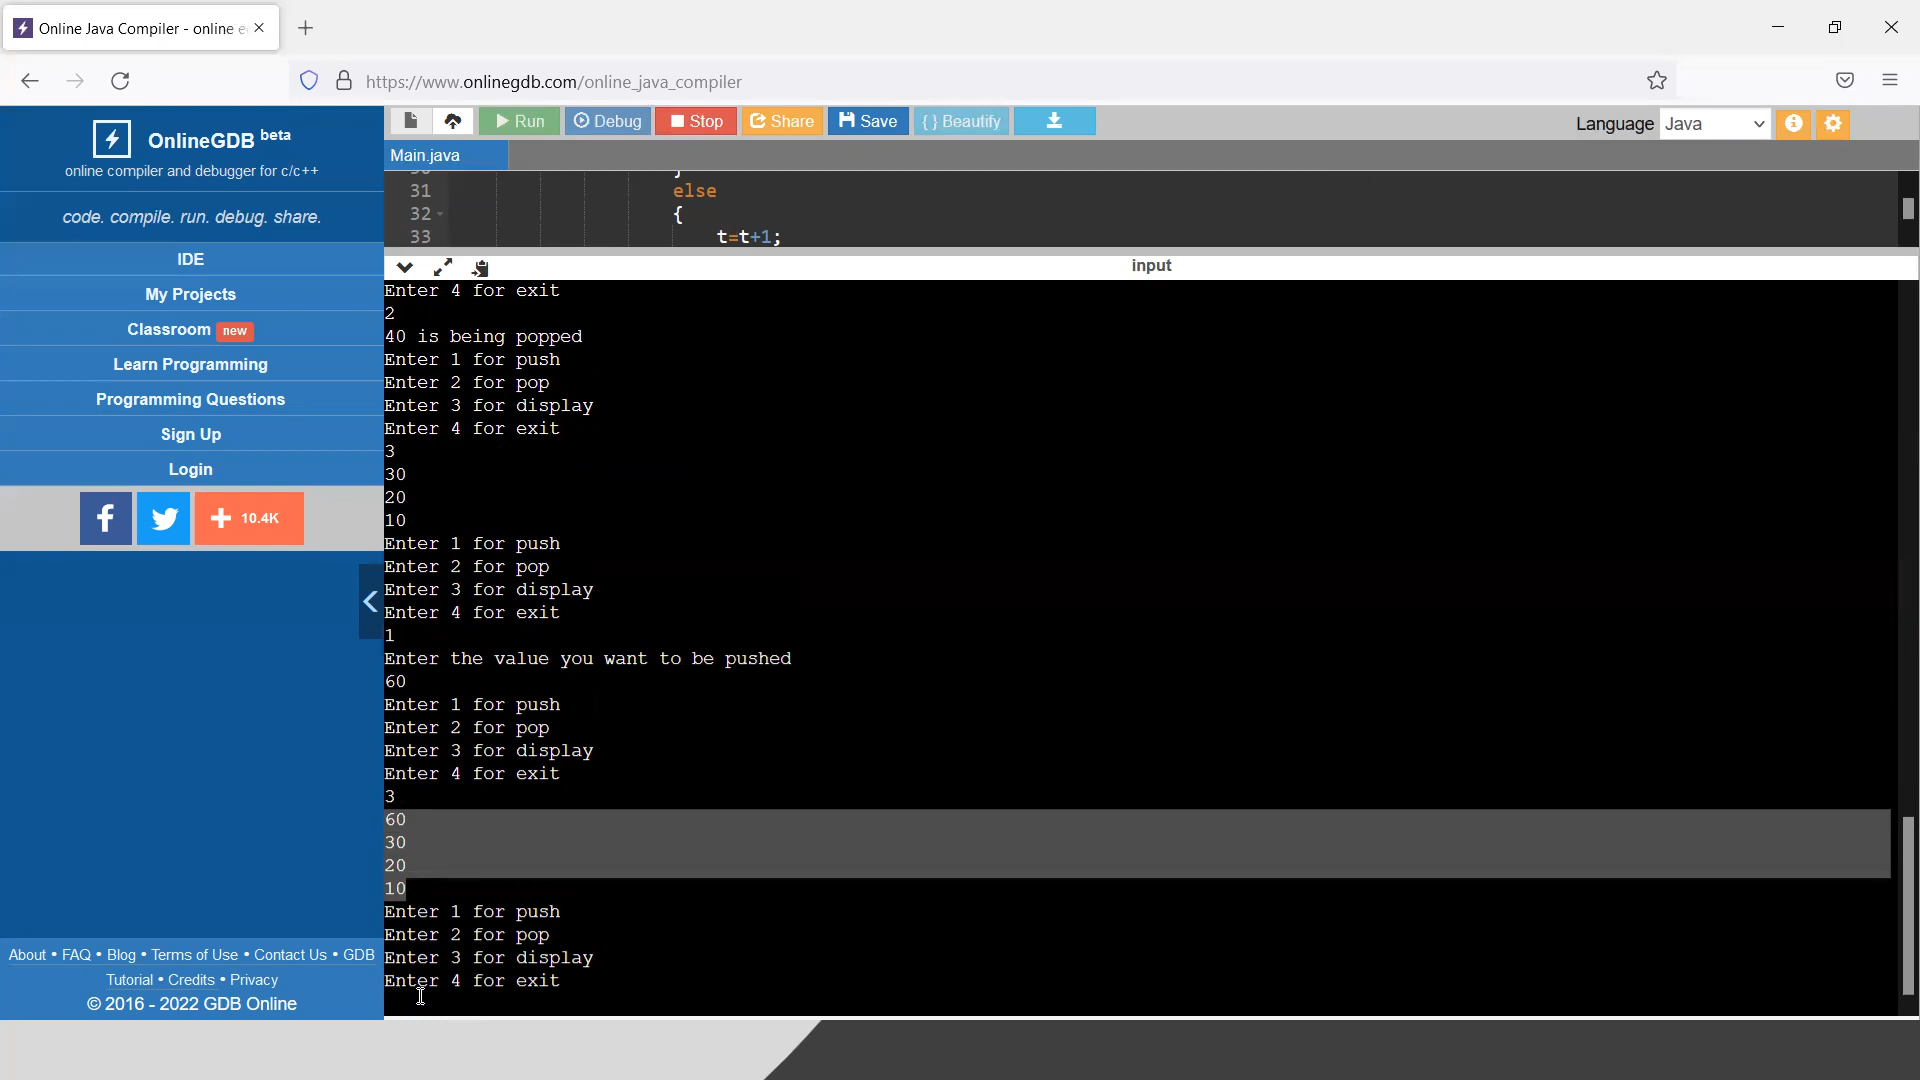 Online Java Compiler - online e
https://www.onlinegdb.com/online_java_compiler
OnlineGDB beta
online compiler and debugger for c/c++
code. compile. run. debug. share.
IDE
My Projects
Classroom new
Learn Programming
Programming Questions
Sign Up
Login
10.4K
About • FAQ • Blog • Terms of Use • Contact Us • GDB
Tutorial • Credits • Privacy
© 2016 - 2022 GDB Online
Run Debug Stop Share Save {} Beautify Language Java
Main.java
31 else
32 {
33 t=t+1;
input
Enter 4 for exit
2
40 is being popped
Enter 1 for push
Enter 2 for pop
Enter 3 for display
Enter 4 for exit
3
30
20
10
Enter 1 for push
Enter 2 for pop
Enter 3 for display
Enter 4 for exit
1
Enter the value you want to be pushed
60
Enter 1 for push
Enter 2 for pop
Enter 3 for display
Enter 4 for exit
3
60
30
20
10
Enter 1 for push
Enter 2 for pop
Enter 3 for display
Enter 4 for exit